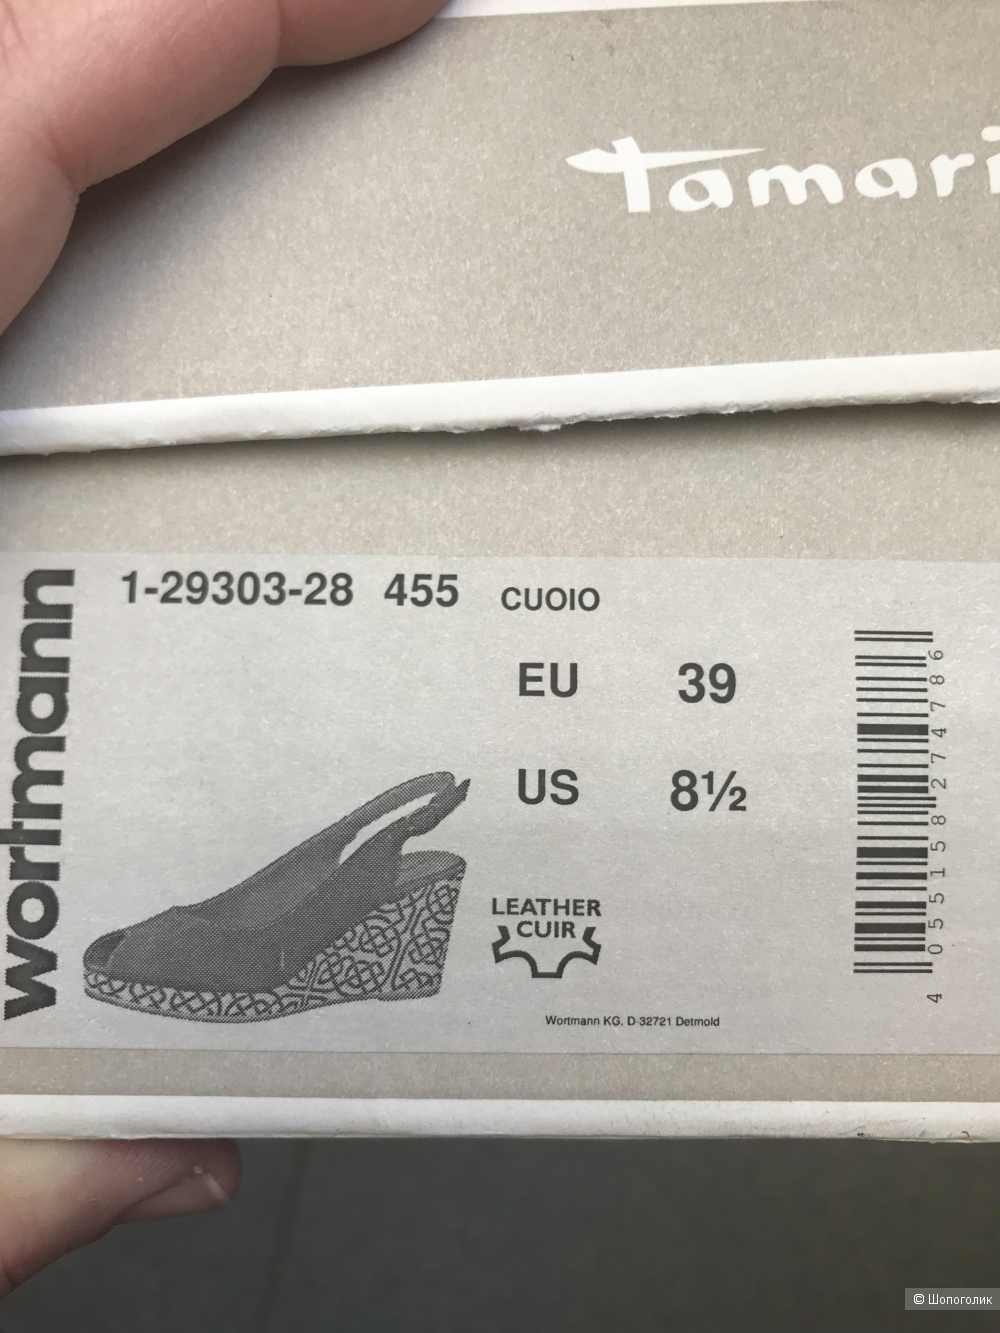 Tamari
wortmann
1-29303-28 455 CUOIO
EU 39
US 8½
LEATHER
CUIR
Wortmann KG. D-32721 Detmold
4 055158 274786
© Шопоголик